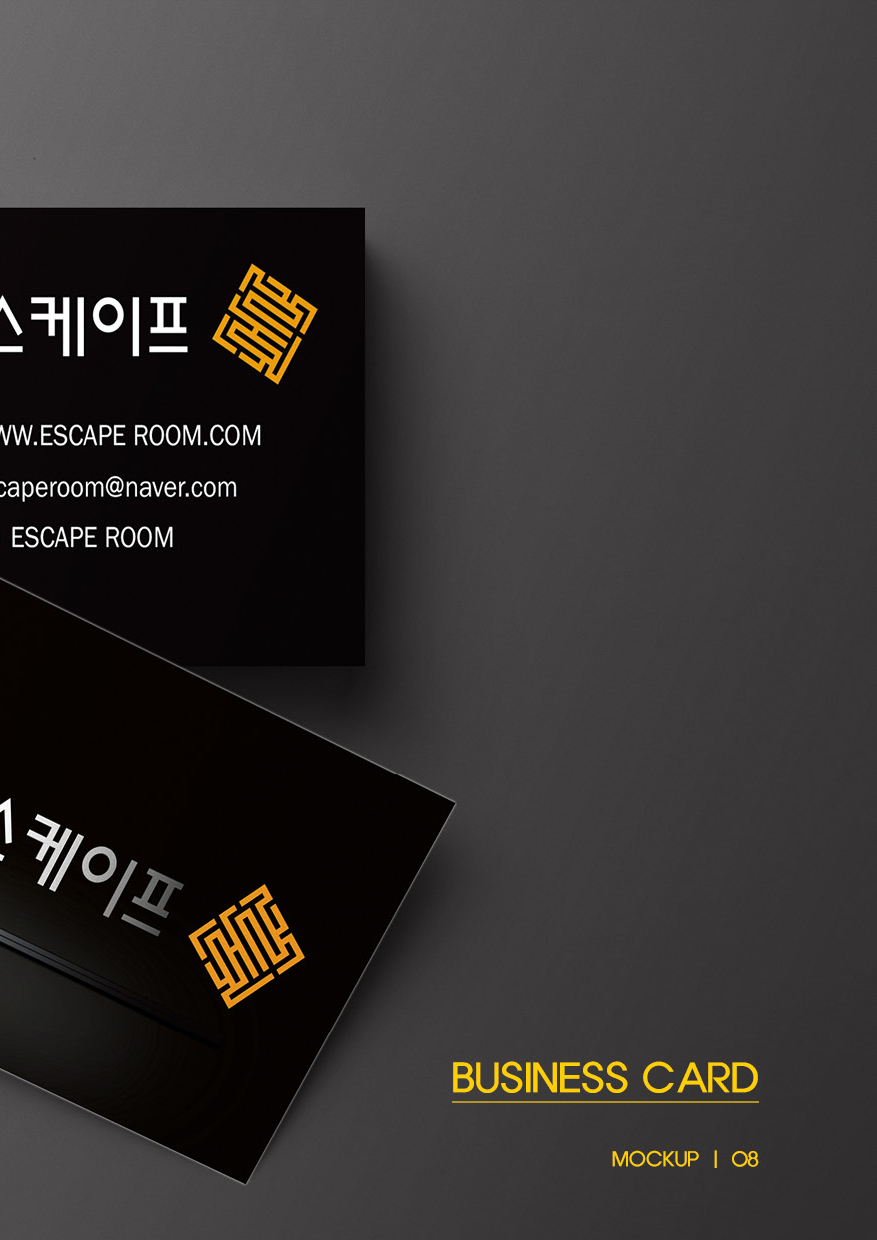 스케이프
WW.ESCAPE ROOM.COM
caperoom@naver.com
ESCAPE ROOM
스케이프
BUSINESS CARD
MOCKUP | 08